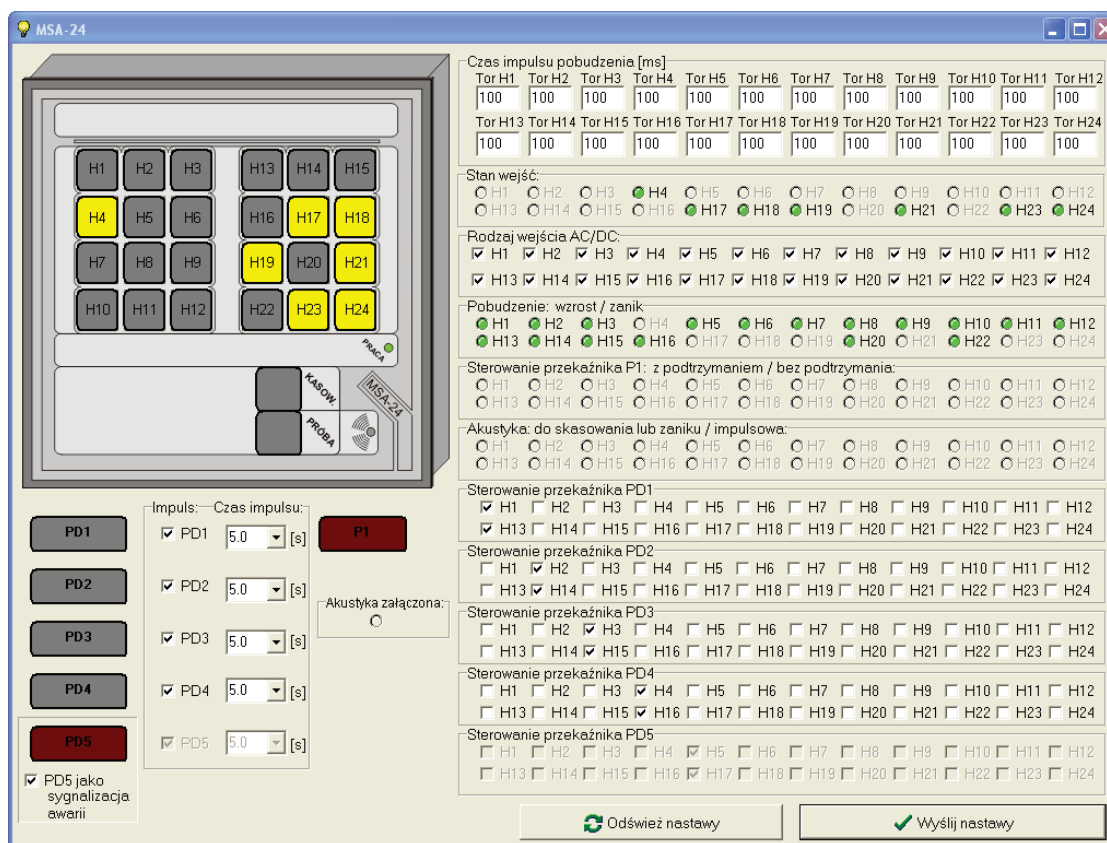 MSA-24
H1 H2 H3 H13 H14 H15
H4 H5 H6 H16 H17 H18
H7 H8 H9 H19 H20 H21
H10 H11 H12 H22 H23 H24
PRACA
KASOW.
PRÓBA
MSA-24
PD1
PD2
PD3
PD4
PD5
PD5 jako
sygnalizacja
awarii
Impuls: Czas impulsu:
PD1 5.0 [s]
PD2 5.0 [s]
PD3 5.0 [s]
PD4 5.0 [s]
PD5 5.0 [s]
P1
Akustyka załączona:
Czas impulsu pobudzenia [ms]
Tor H1 Tor H2 Tor H3 Tor H4 Tor H5 Tor H6 Tor H7 Tor H8 Tor H9 Tor H10 Tor H11 Tor H12
100 100 100 100 100 100 100 100 100 100 100 100
Tor H13 Tor H14 Tor H15 Tor H16 Tor H17 Tor H18 Tor H19 Tor H20 Tor H21 Tor H22 Tor H23 Tor H24
100 100 100 100 100 100 100 100 100 100 100 100
Stan wejść:
H1 H2 H3 H4 H5 H6 H7 H8 H9 H10 H11 H12
H13 H14 H15 H16 H17 H18 H19 H20 H21 H22 H23 H24
Rodzaj wejścia AC/DC:
H1 H2 H3 H4 H5 H6 H7 H8 H9 H10 H11 H12
H13 H14 H15 H16 H17 H18 H19 H20 H21 H22 H23 H24
Pobudzenie: wzrost / zanik
H1 H2 H3 H4 H5 H6 H7 H8 H9 H10 H11 H12
H13 H14 H15 H16 H17 H18 H19 H20 H21 H22 H23 H24
Sterowanie przekaźnika P1: z podtrzymaniem / bez podtrzymania:
H1 H2 H3 H4 H5 H6 H7 H8 H9 H10 H11 H12
H13 H14 H15 H16 H17 H18 H19 H20 H21 H22 H23 H24
Akustyka: do skasowania lub zaniku / impulsowa:
H1 H2 H3 H4 H5 H6 H7 H8 H9 H10 H11 H12
H13 H14 H15 H16 H17 H18 H19 H20 H21 H22 H23 H24
Sterowanie przekaźnika PD1
H1 H2 H3 H4 H5 H6 H7 H8 H9 H10 H11 H12
H13 H14 H15 H16 H17 H18 H19 H20 H21 H22 H23 H24
Sterowanie przekaźnika PD2
H1 H2 H3 H4 H5 H6 H7 H8 H9 H10 H11 H12
H13 H14 H15 H16 H17 H18 H19 H20 H21 H22 H23 H24
Sterowanie przekaźnika PD3
H1 H2 H3 H4 H5 H6 H7 H8 H9 H10 H11 H12
H13 H14 H15 H16 H17 H18 H19 H20 H21 H22 H23 H24
Sterowanie przekaźnika PD4
H1 H2 H3 H4 H5 H6 H7 H8 H9 H10 H11 H12
H13 H14 H15 H16 H17 H18 H19 H20 H21 H22 H23 H24
Sterowanie przekaźnika PD5
H1 H2 H3 H4 H5 H6 H7 H8 H9 H10 H11 H12
H13 H14 H15 H16 H17 H18 H19 H20 H21 H22 H23 H24
Odśwież nastawy
Wyślij nastawy